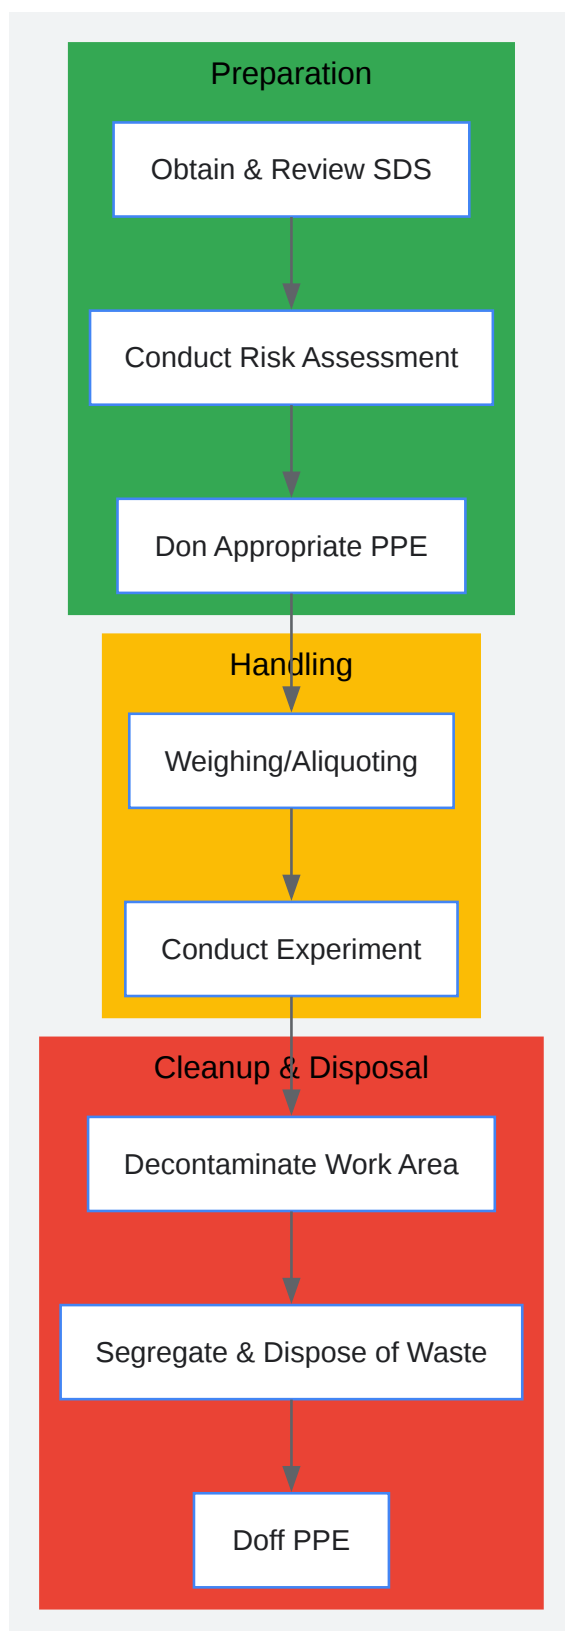 Preparation
Obtain & Review SDS
Conduct Risk Assessment
Don Appropriate PPE
Handling
Weighing/Aliquoting
Conduct Experiment
Cleanup & Disposal
Decontaminate Work Area
Segregate & Dispose of Waste
Doff PPE